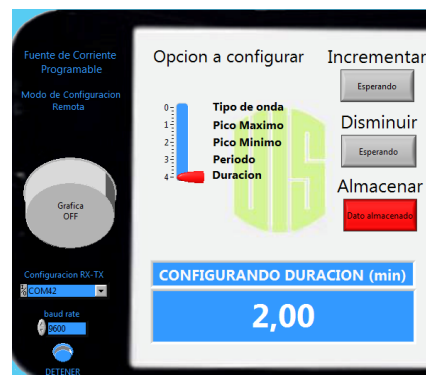 Fuente de Corriente
Programable
Modo de Configuracion
Remota
Grafica
OFF
Configuracion RX-TX
COM42
baud rate
9600
DETENER
Opcion a configurar
0
1
2
3
4
Tipo de onda
Pico Maximo
Pico Minimo
Periodo
Duracion
Incrementar
Esperando
Disminuir
Esperando
Almacenar
Dato almacenado
CONFIGURANDO DURACION (min)
2,00